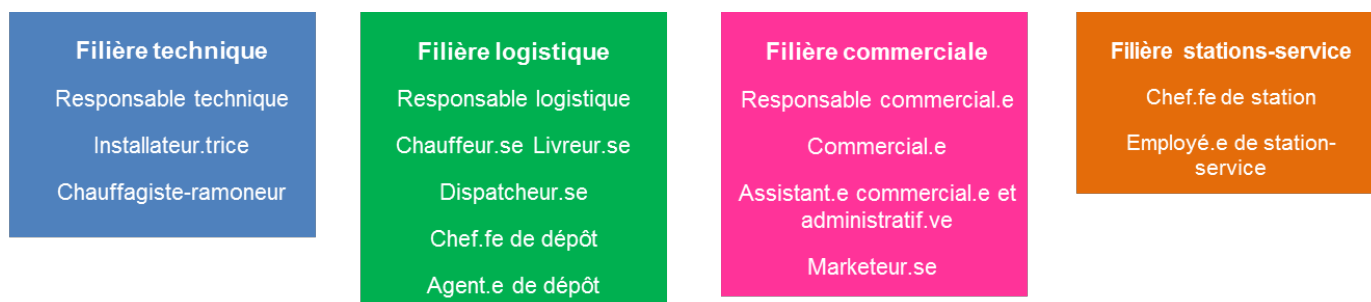 Filière technique
Responsable technique
Installateur.trice
Chauffagiste-ramoneur
Filière logistique
Responsable logistique
Chauffeur.se Livreur.se
Dispatcheur.se
Chef.fe de dépôt
Agent.e de dépôt
Filière commerciale
Responsable commercial.e
Commercial.e
Assistant.e commercial.e et
administratif.ve
Marketeur.se
Filière stations-service
Chef.fe de station
Employé.e de station-
service